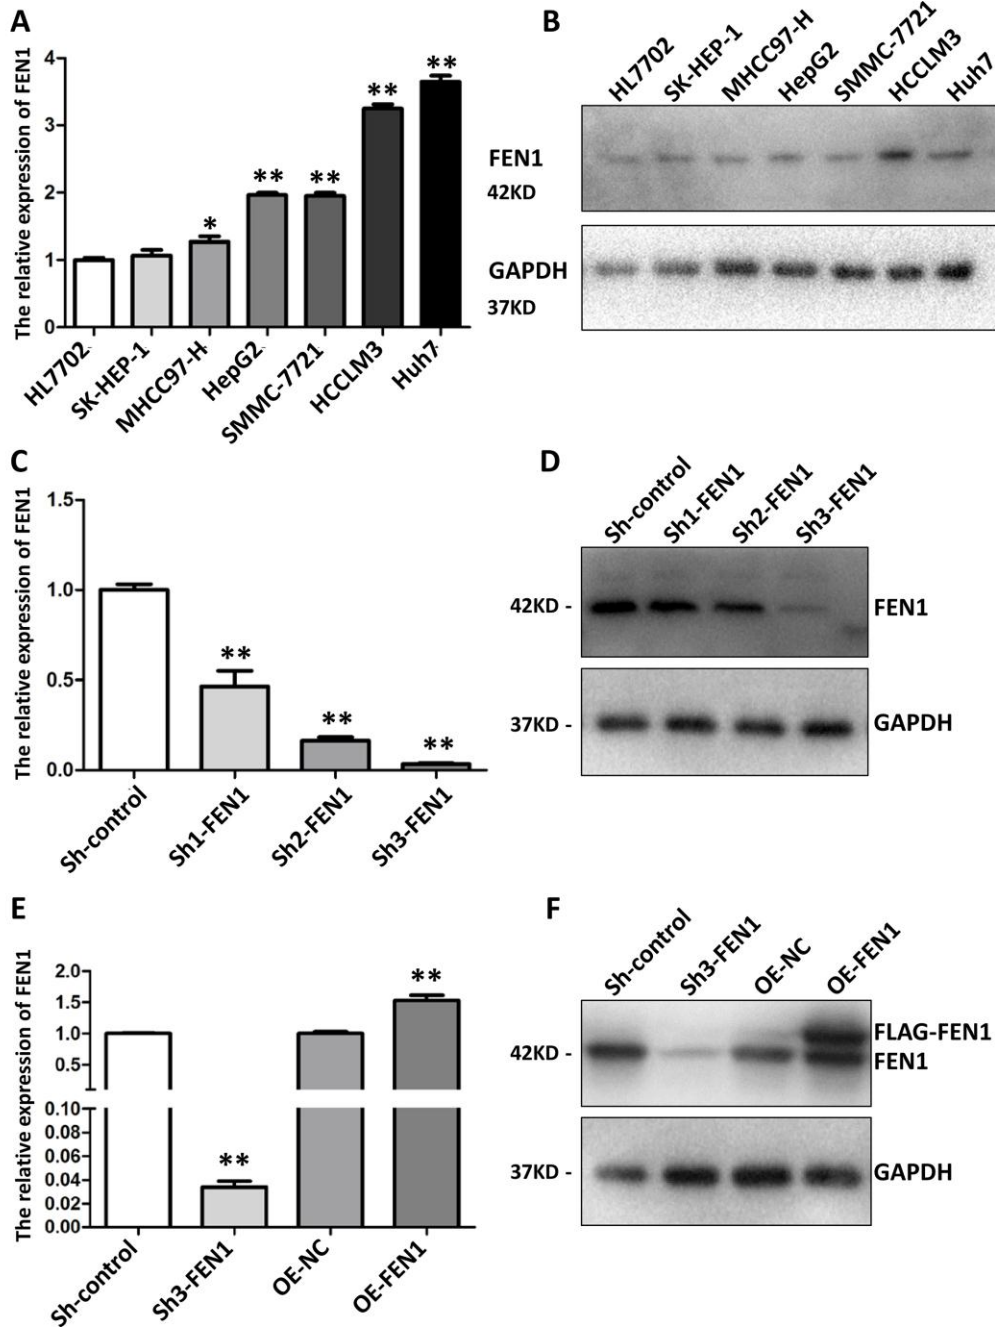 A
The relative expression of FEN1
4
3
2
1
0
**
**
**
**
*
HL7702
SK-HEP-1
MHCC97-H
HepG2
SMMC-7721
HCCLM3
Huh7
B
HL7702
SK-HEP-1
MHCC97-H
HepG2
SMMC-7721
HCCLM3
Huh7
FEN1
42KD
GAPDH
37KD
C
The relative expression of FEN1
1.5
1.0
0.5
0.0
**
**
**
Sh-control
Sh1-FEN1
Sh2-FEN1
Sh3-FEN1
D
Sh-control
Sh1-FEN1
Sh2-FEN1
Sh3-FEN1
42KD -
FEN1
37KD -
GAPDH
E
The relative expression of FEN1
2.0
1.5
1.0
0.5
0.10
0.08
0.06
0.04
0.02
0.00
**
**
Sh-control
Sh3-FEN1
OE-NC
OE-FEN1
F
Sh-control
Sh3-FEN1
OE-NC
OE-FEN1
FLAG-FEN1
42KD -
FEN1
37KD -
GAPDH